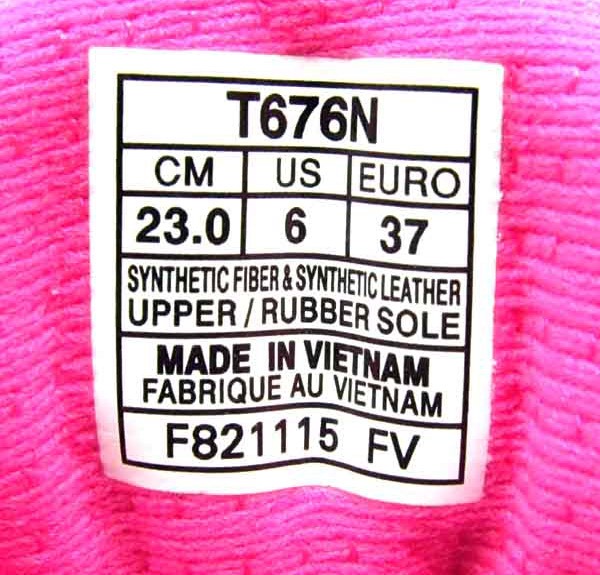 T676N
CM US EURO
23.0 6 37
SYNTHETIC FIBER & SYNTHETIC LEATHER
UPPER / RUBBER SOLE
MADE IN VIETNAM
FABRIQUE AU VIETNAM
F821115 FV